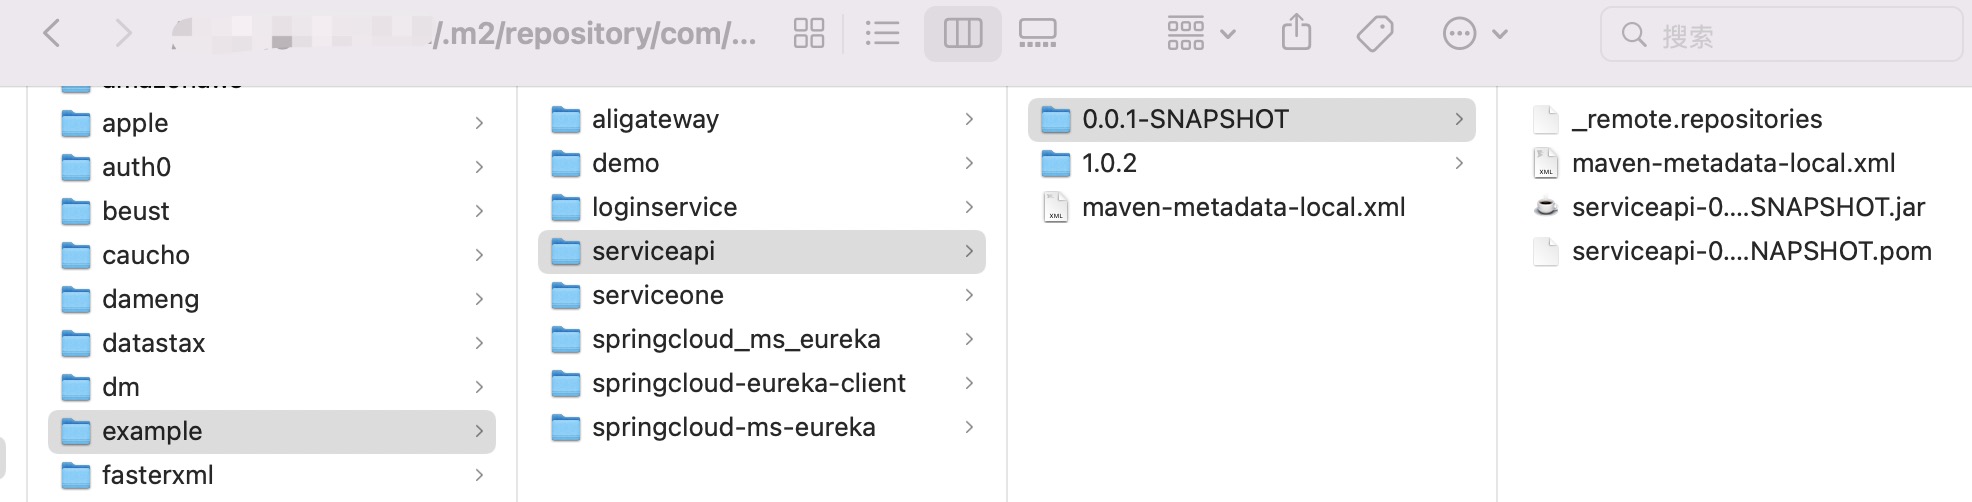 /.m2/repository/com/...
搜索
apple
auth0
beust
caucho
dameng
datastax
dm
example
fasterxml
aligateway
demo
loginservice
serviceapi
serviceone
springcloud_ms_eureka
springcloud-eureka-client
springcloud-ms-eureka
0.0.1-SNAPSHOT
1.0.2
maven-metadata-local.xml
_remote.repositories
maven-metadata-local.xml
serviceapi-0....SNAPSHOT.jar
serviceapi-0....NAPSHOT.pom